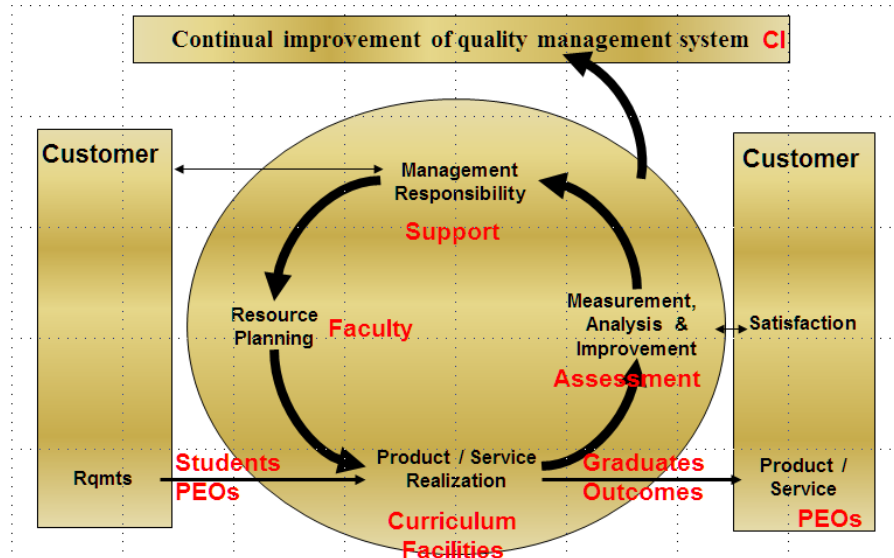 Continual improvement of quality management system CI
Customer
Customer
Management
Responsibility
Support
Resource
Planning
Faculty
Measurement,
Analysis &
Improvement
Assessment
Satisfaction
Rqmts
Students
PEOs
Product / Service
Realization
Curriculum
Facilities
Graduates
Outcomes
Product /
Service
PEOs